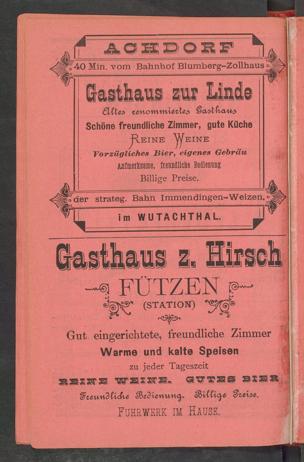 ACHDORF
40 Min. vom Bahnhof Blumberg-Zollhaus
Gasthaus zur Linde
Altes renommiertes Gasthaus
Schöne freundliche Zimmer, gute Küche
REINE WEINE
Vorzügliches Bier, eigenes Gebräu
Aufmerksame, freundliche Bedienung
Billige Preise.
der strateg. Bahn Immendingen-Weizen,
im WUTACHTHAL.
Gasthaus z. Hirsch
FÜTZEN
(STATION)
Gut eingerichtete, freundliche Zimmer
Warme und kalte Speisen
zu jeder Tageszeit
REINE WEINE. GUTES BIER
Freundliche Bedienung. Billige Preise.
FUHRWERK IM HAUSE.